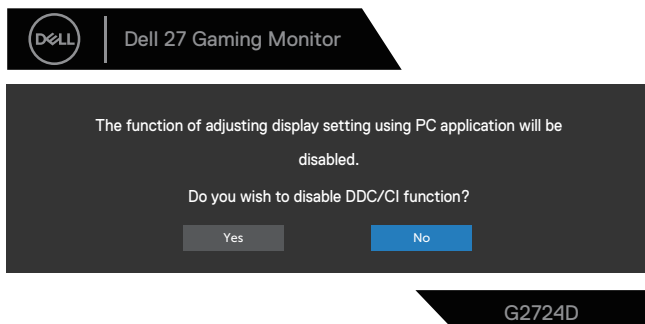 DELL
Dell 27 Gaming Monitor
The function of adjusting display setting using PC application will be
disabled.
Do you wish to disable DDC/CI function?
Yes No
G2724D